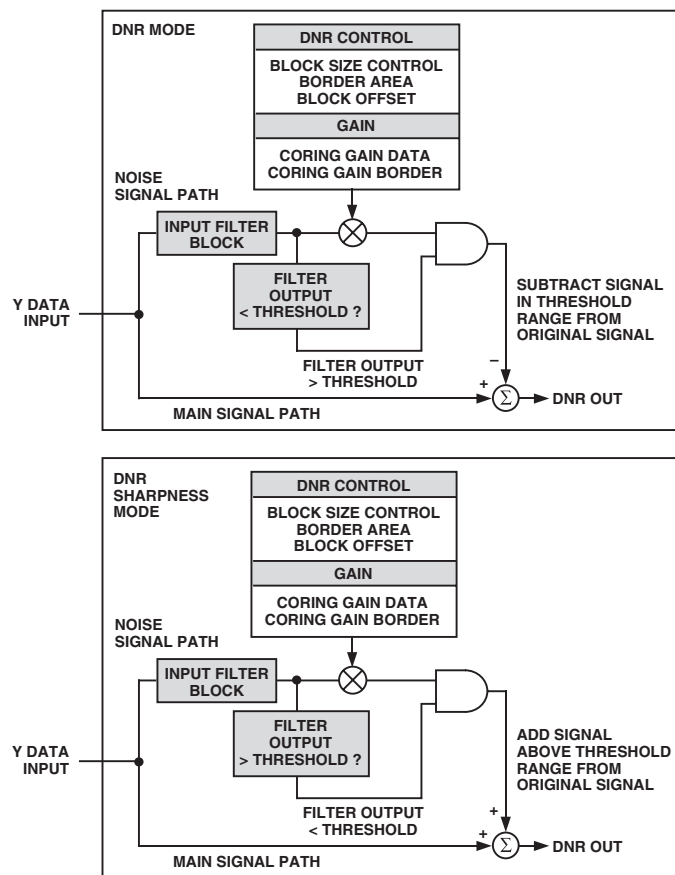 DNR MODE
DNR CONTROL
BLOCK SIZE CONTROL
BORDER AREA
BLOCK OFFSET
GAIN
CORING GAIN DATA
CORING GAIN BORDER
NOISE
SIGNAL PATH
INPUT FILTER
BLOCK
FILTER
OUTPUT
< THRESHOLD ?
Y DATA
INPUT
SUBTRACT SIGNAL
IN THRESHOLD
RANGE FROM
ORIGINAL SIGNAL
FILTER OUTPUT
> THRESHOLD
–
+
Σ
DNR OUT
MAIN SIGNAL PATH
DNR
SHARPNESS
MODE
DNR CONTROL
BLOCK SIZE CONTROL
BORDER AREA
BLOCK OFFSET
GAIN
CORING GAIN DATA
CORING GAIN BORDER
NOISE
SIGNAL PATH
INPUT FILTER
BLOCK
FILTER
OUTPUT
> THRESHOLD ?
Y DATA
INPUT
ADD SIGNAL
ABOVE THRESHOLD
RANGE FROM
ORIGINAL SIGNAL
FILTER OUTPUT
< THRESHOLD
+
+
Σ
DNR OUT
MAIN SIGNAL PATH